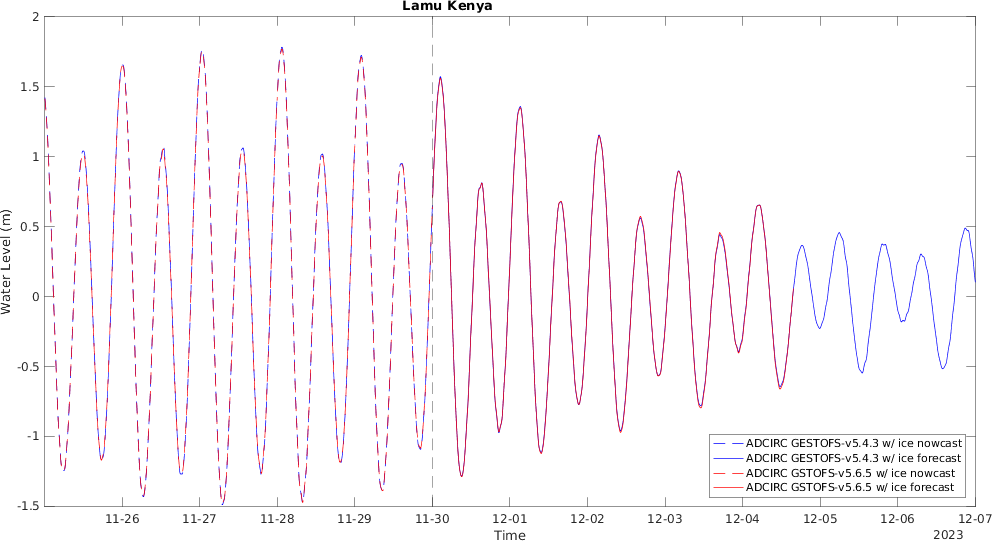 Lamu Kenya
Water Level (m)
2
1.5
1
0.5
0
-0.5
-1
-1.5
ADCIRC GESTOFS-v5.4.3 w/ ice nowcast
ADCIRC GESTOFS-v5.4.3 w/ ice forecast
ADCIRC GSTOFS-v5.6.5 w/ ice nowcast
ADCIRC GSTOFS-v5.6.5 w/ ice forecast
11-26 11-27 11-28 11-29 11-30 12-01 12-02 12-03 12-04 12-05 12-06 12-07
Time
2023